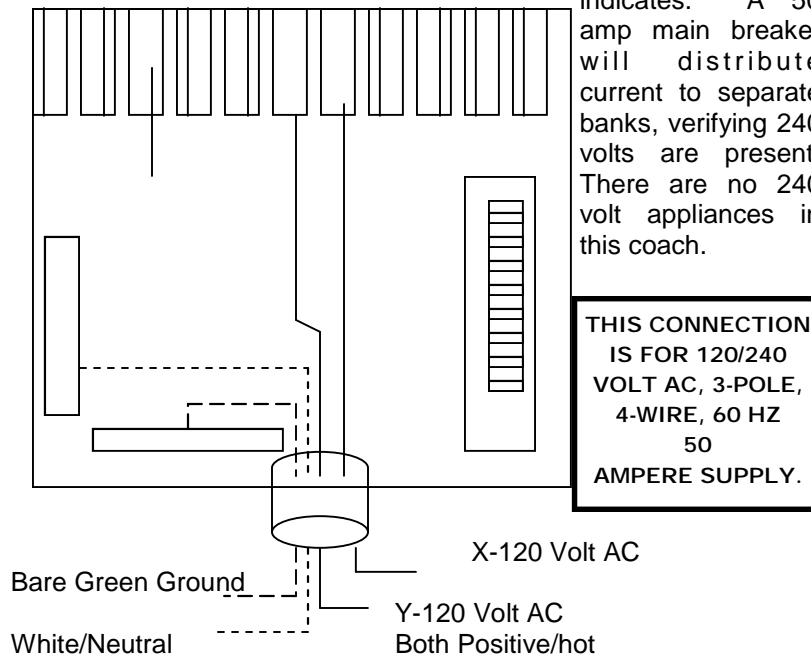 indicates. A 50
amp main breake
will distribute
current to separate
banks, verifying 240
volts are present
There are no 240
volt appliances in
this coach.
THIS CONNECTION
IS FOR 120/240
VOLT AC, 3-POLE,
4-WIRE, 60 HZ
50
AMPERE SUPPLY.
X-120 Volt AC
Bare Green Ground
Y-120 Volt AC
White/Neutral
Both Positive/hot